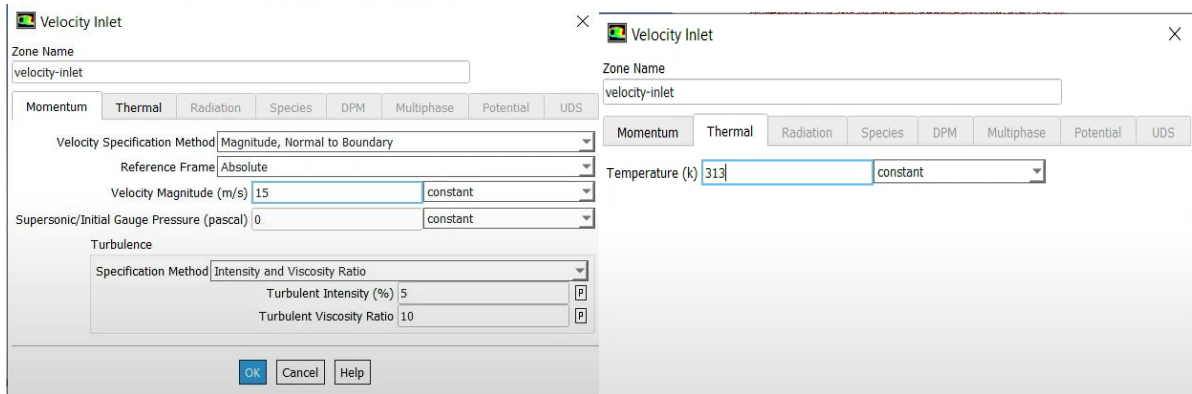 Velocity Inlet
Zone Name
velocity-inlet
Momentum Thermal Radiation Species DPM Multiphase Potential UDS
Velocity Specification Method Magnitude, Normal to Boundary
Reference Frame Absolute
Velocity Magnitude (m/s) 15 constant
Supersonic/Initial Gauge Pressure (pascal) 0 constant
Turbulence
Specification Method Intensity and Viscosity Ratio
Turbulent Intensity (%) 5 P
Turbulent Viscosity Ratio 10 P
OK Cancel Help
Velocity Inlet
Zone Name
velocity-inlet
Momentum Thermal Radiation Species DPM Multiphase Potential UDS
Temperature (k) 313 constant